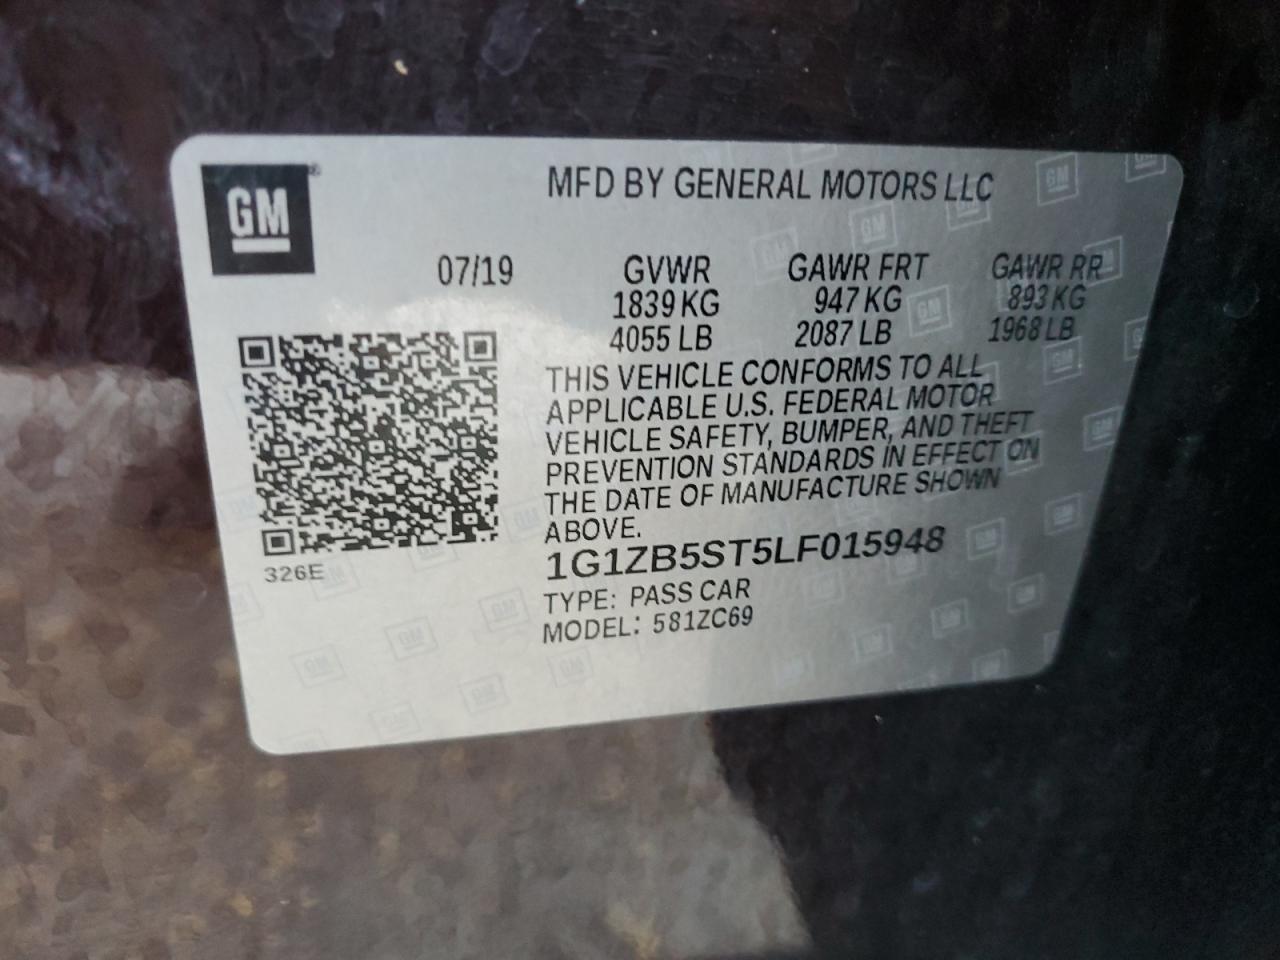 GM®
MFD BY GENERAL MOTORS LLC
07/19 GVWR GAWR FRT GAWR RR
1839 KG 947 KG 893 KG
4055 LB 2087 LB 1968 LB
THIS VEHICLE CONFORMS TO ALL
APPLICABLE U.S. FEDERAL MOTOR
VEHICLE SAFETY, BUMPER, AND THEFT
PREVENTION STANDARDS IN EFFECT ON
THE DATE OF MANUFACTURE SHOWN
ABOVE.
326E
1G1ZB5ST5LF015948
TYPE: PASS CAR
MODEL: 581ZC69